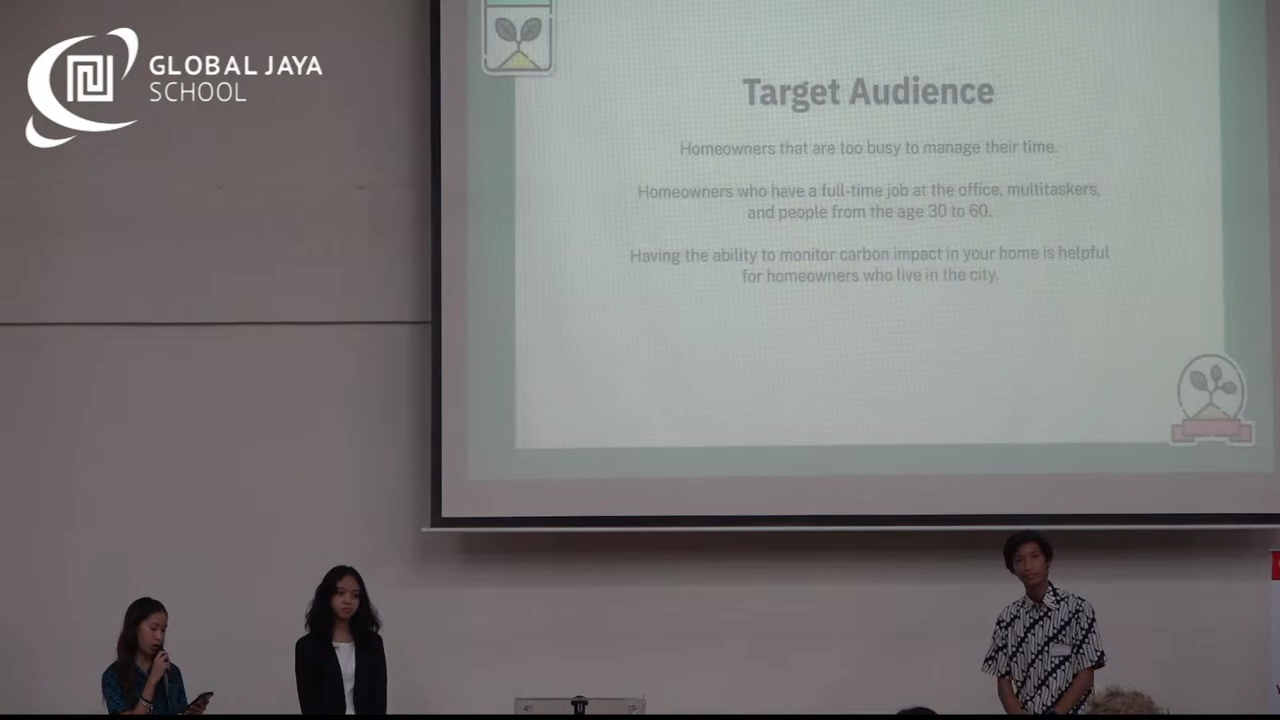 GLOBAL JAYA
SCHOOL
Target Audience
Homeowners that are too busy to manage their time.
Homeowners who have a full-time job at the office, multitaskers,
and people from the age 30 to 60.
Having the ability to monitor carbon impact in your home is helpful
for homeowners who live in the city.